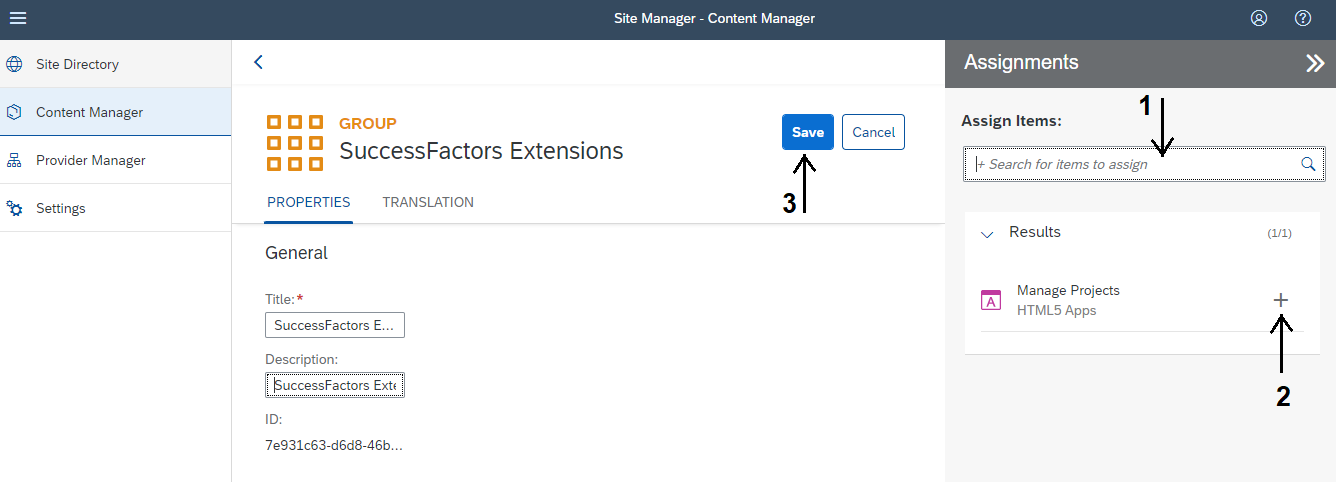 Site Manager - Content Manager
Site Directory
Content Manager
Provider Manager
Settings
GROUP
SuccessFactors Extensions
Save
Cancel
3
PROPERTIES
TRANSLATION
General
Title:*
SuccessFactors E...
Description:
SuccessFactors Exte
ID:
7e931c63-d6d8-46b...
Assignments
1
Assign Items:
+ Search for items to assign
Results
(1/1)
A
Manage Projects
HTML5 Apps
2